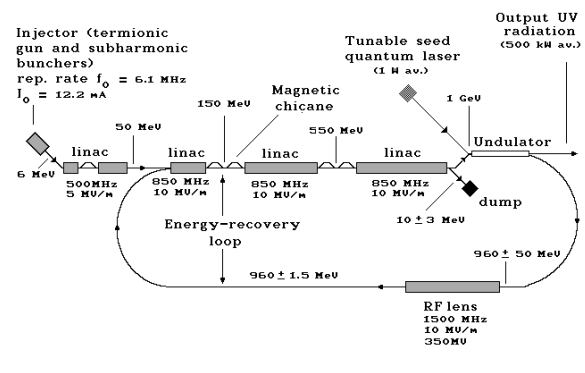 Injector (termionic
gun and subharmonic
bunchers)
rep. rate fo = 6.1 MHz
Io = 12.2 mA
Output UV
radiation
(500 kW av.)
Tunable seed
quantum laser
(1 W av.)
Magnetic
chicane
150 MeV
1 GeV
50 MeV
550 MeV
Undulator
linac
linac
linac
linac
6 MeV
500MHz
5 MV/m
850 MHz
10 MV/m
850 MHz
10 MV/m
850 MHz
10 MV/m
dump
10 ± 3 MeV
Energy-recovery
loop
960 ± 50 MeV
960 ± 1.5 MeV
RF lens
1500 MHz
10 MV/m
350MV